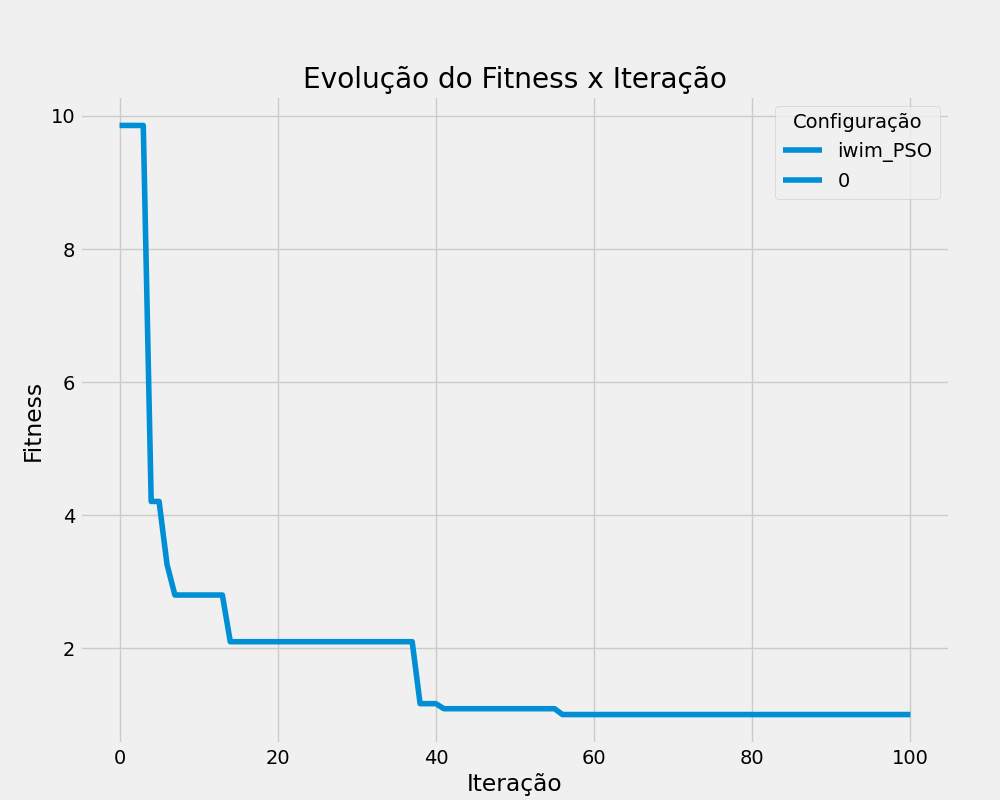 Evolução do Fitness x Iteração
Configuração
iwim_PSO
0
Fitness
10
8
6
4
2
0 20 40 60 80 100
Iteração